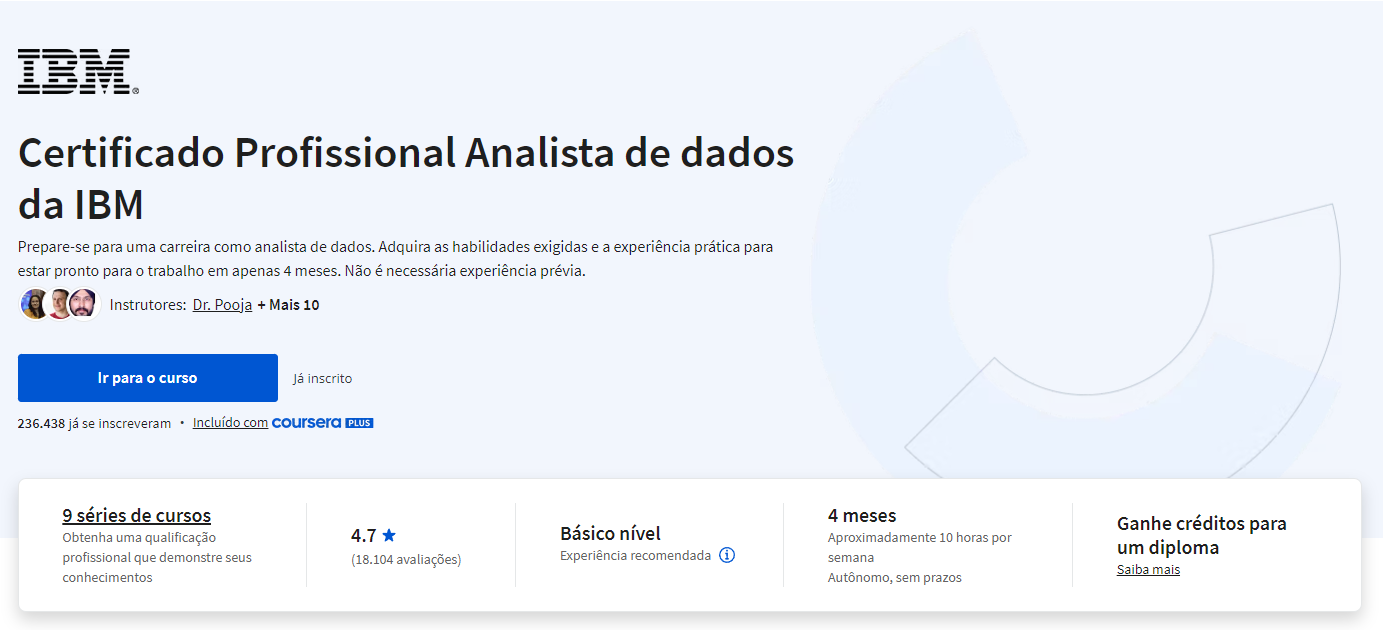 IBM®
Certificado Profissional Analista de dados
da IBM
Prepare-se para uma carreira como analista de dados. Adquira as habilidades exigidas e a experiência prática para
estar pronto para o trabalho em apenas 4 meses. Não é necessária experiência prévia.
Instrutores: Dr. Pooja + Mais 10
Ir para o curso
Já inscrito
236.438 já se inscreveram • Incluído com coursera PLUS
9 séries de cursos
Obtenha uma qualificação
profissional que demonstre seus
conhecimentos
4.7
(18.104 avaliações)
Básico nível
Experiência recomendada
4 meses
Aproximadamente 10 horas por
semana
Autônomo, sem prazos
Ganhe créditos para
um diploma
Saiba mais